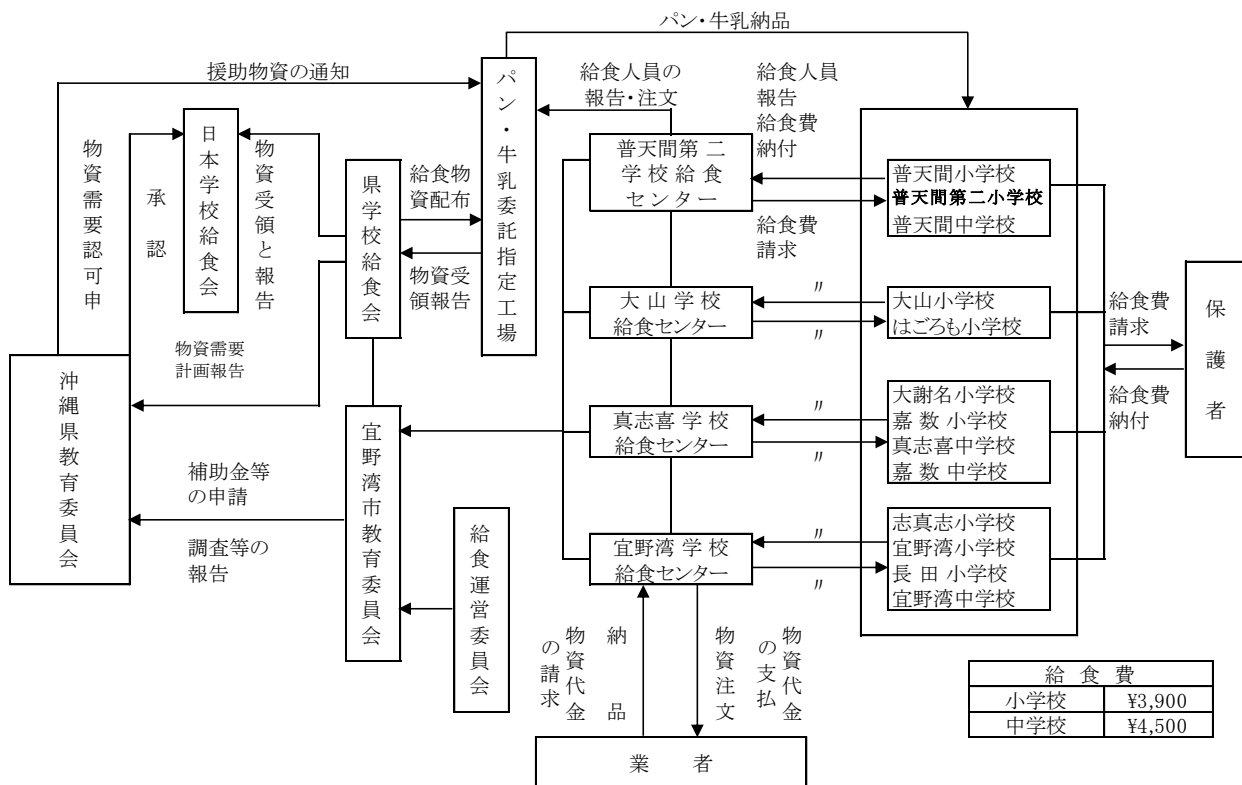 パン・牛乳納品
援助物資の通知
物資需要認可申
承認
日本学校給食会
物資受領と報告
県学校給食会
給食物
資配布
物資受
領報告
パン・牛乳委託指定工場
給食人員の
報告・注文
給食人員
報告
給食費
納付
普天間第二
学校給食
センター
給食費
請求
普天間小学校
普天間第二小学校
普天間中学校
大山学校
給食センター
〃
〃
大山小学校
はごろも小学校
給食費
請求
給食費
納付
保護者
物資需要
計画報告
沖縄県教育委員会
補助金等
の申請
調査等の
報告
宜野湾市教育委員会
給食運営委員会
真志喜学校
給食センター
〃
〃
大謝名小学校
嘉数小学校
真志喜中学校
嘉数中学校
宜野湾学校
給食センター
〃
〃
志真志小学校
宜野湾小学校
長田小学校
宜野湾中学校
物資代金
の請求
納品
物資注文
物資代金
の支払
業者
給食費
小学校 ¥3,900
中学校 ¥4,500